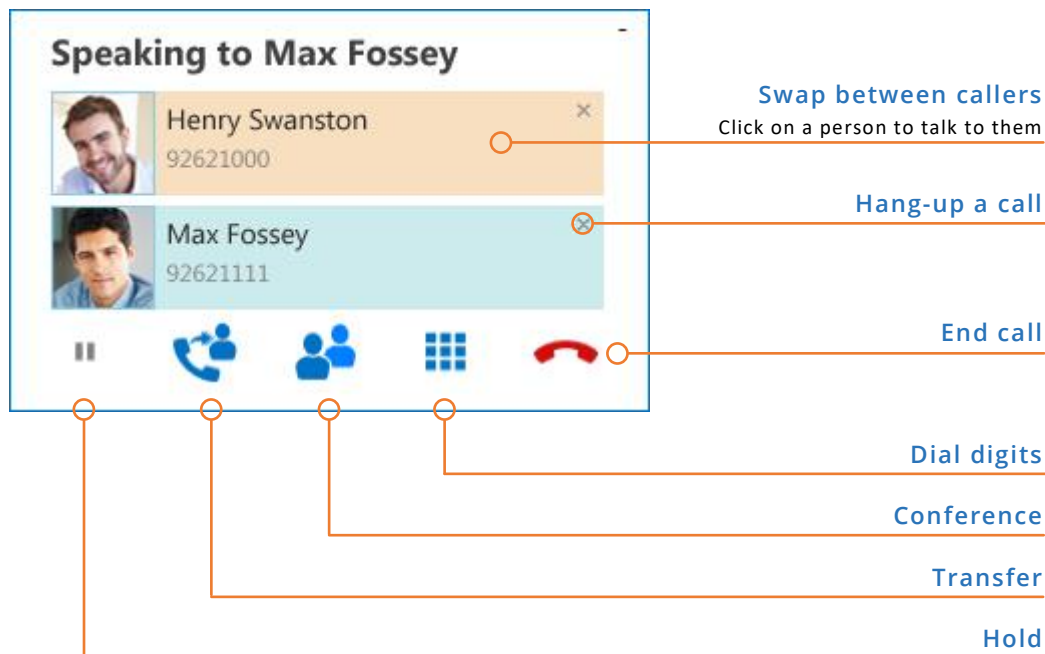 Speaking to Max Fossey
Henry Swanston
92621000
Max Fossey
92621111
Swap between callers
Click on a person to talk to them
Hang-up a call
End call
Dial digits
Conference
Transfer
Hold